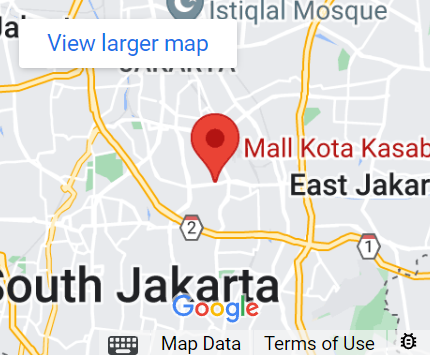 Istiqlal Mosque
View larger map
JAKARTA
Mall Kota Kasab
East Jakar
2
1
South Jakarta
Google
Map Data
Terms of Use